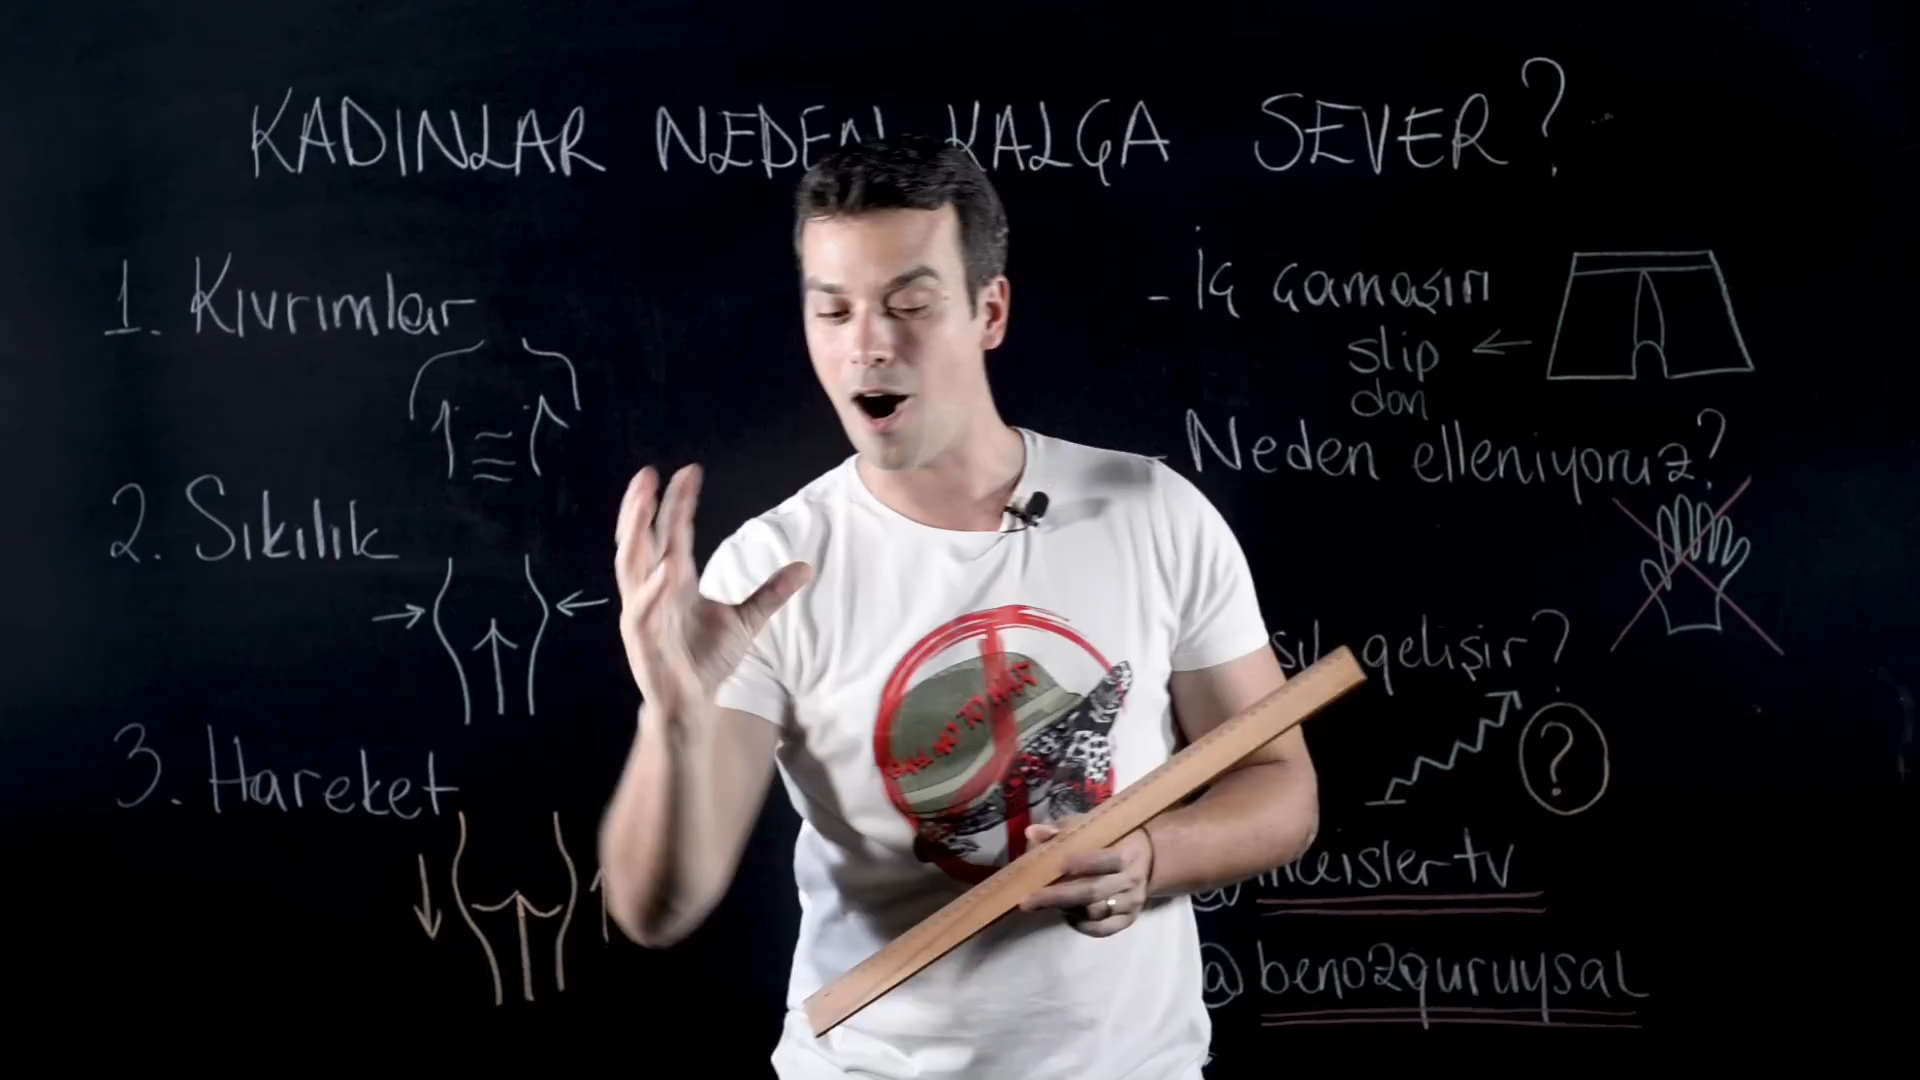 KADINLAR NEDEN KALÇA SEVER?
1. Kıvrımlar
2. Sıkılık
3. Hareket
- İç çamaşırı
slip
don
- Neden elleniyoruz?
gelişir?
?
@benozguruysal